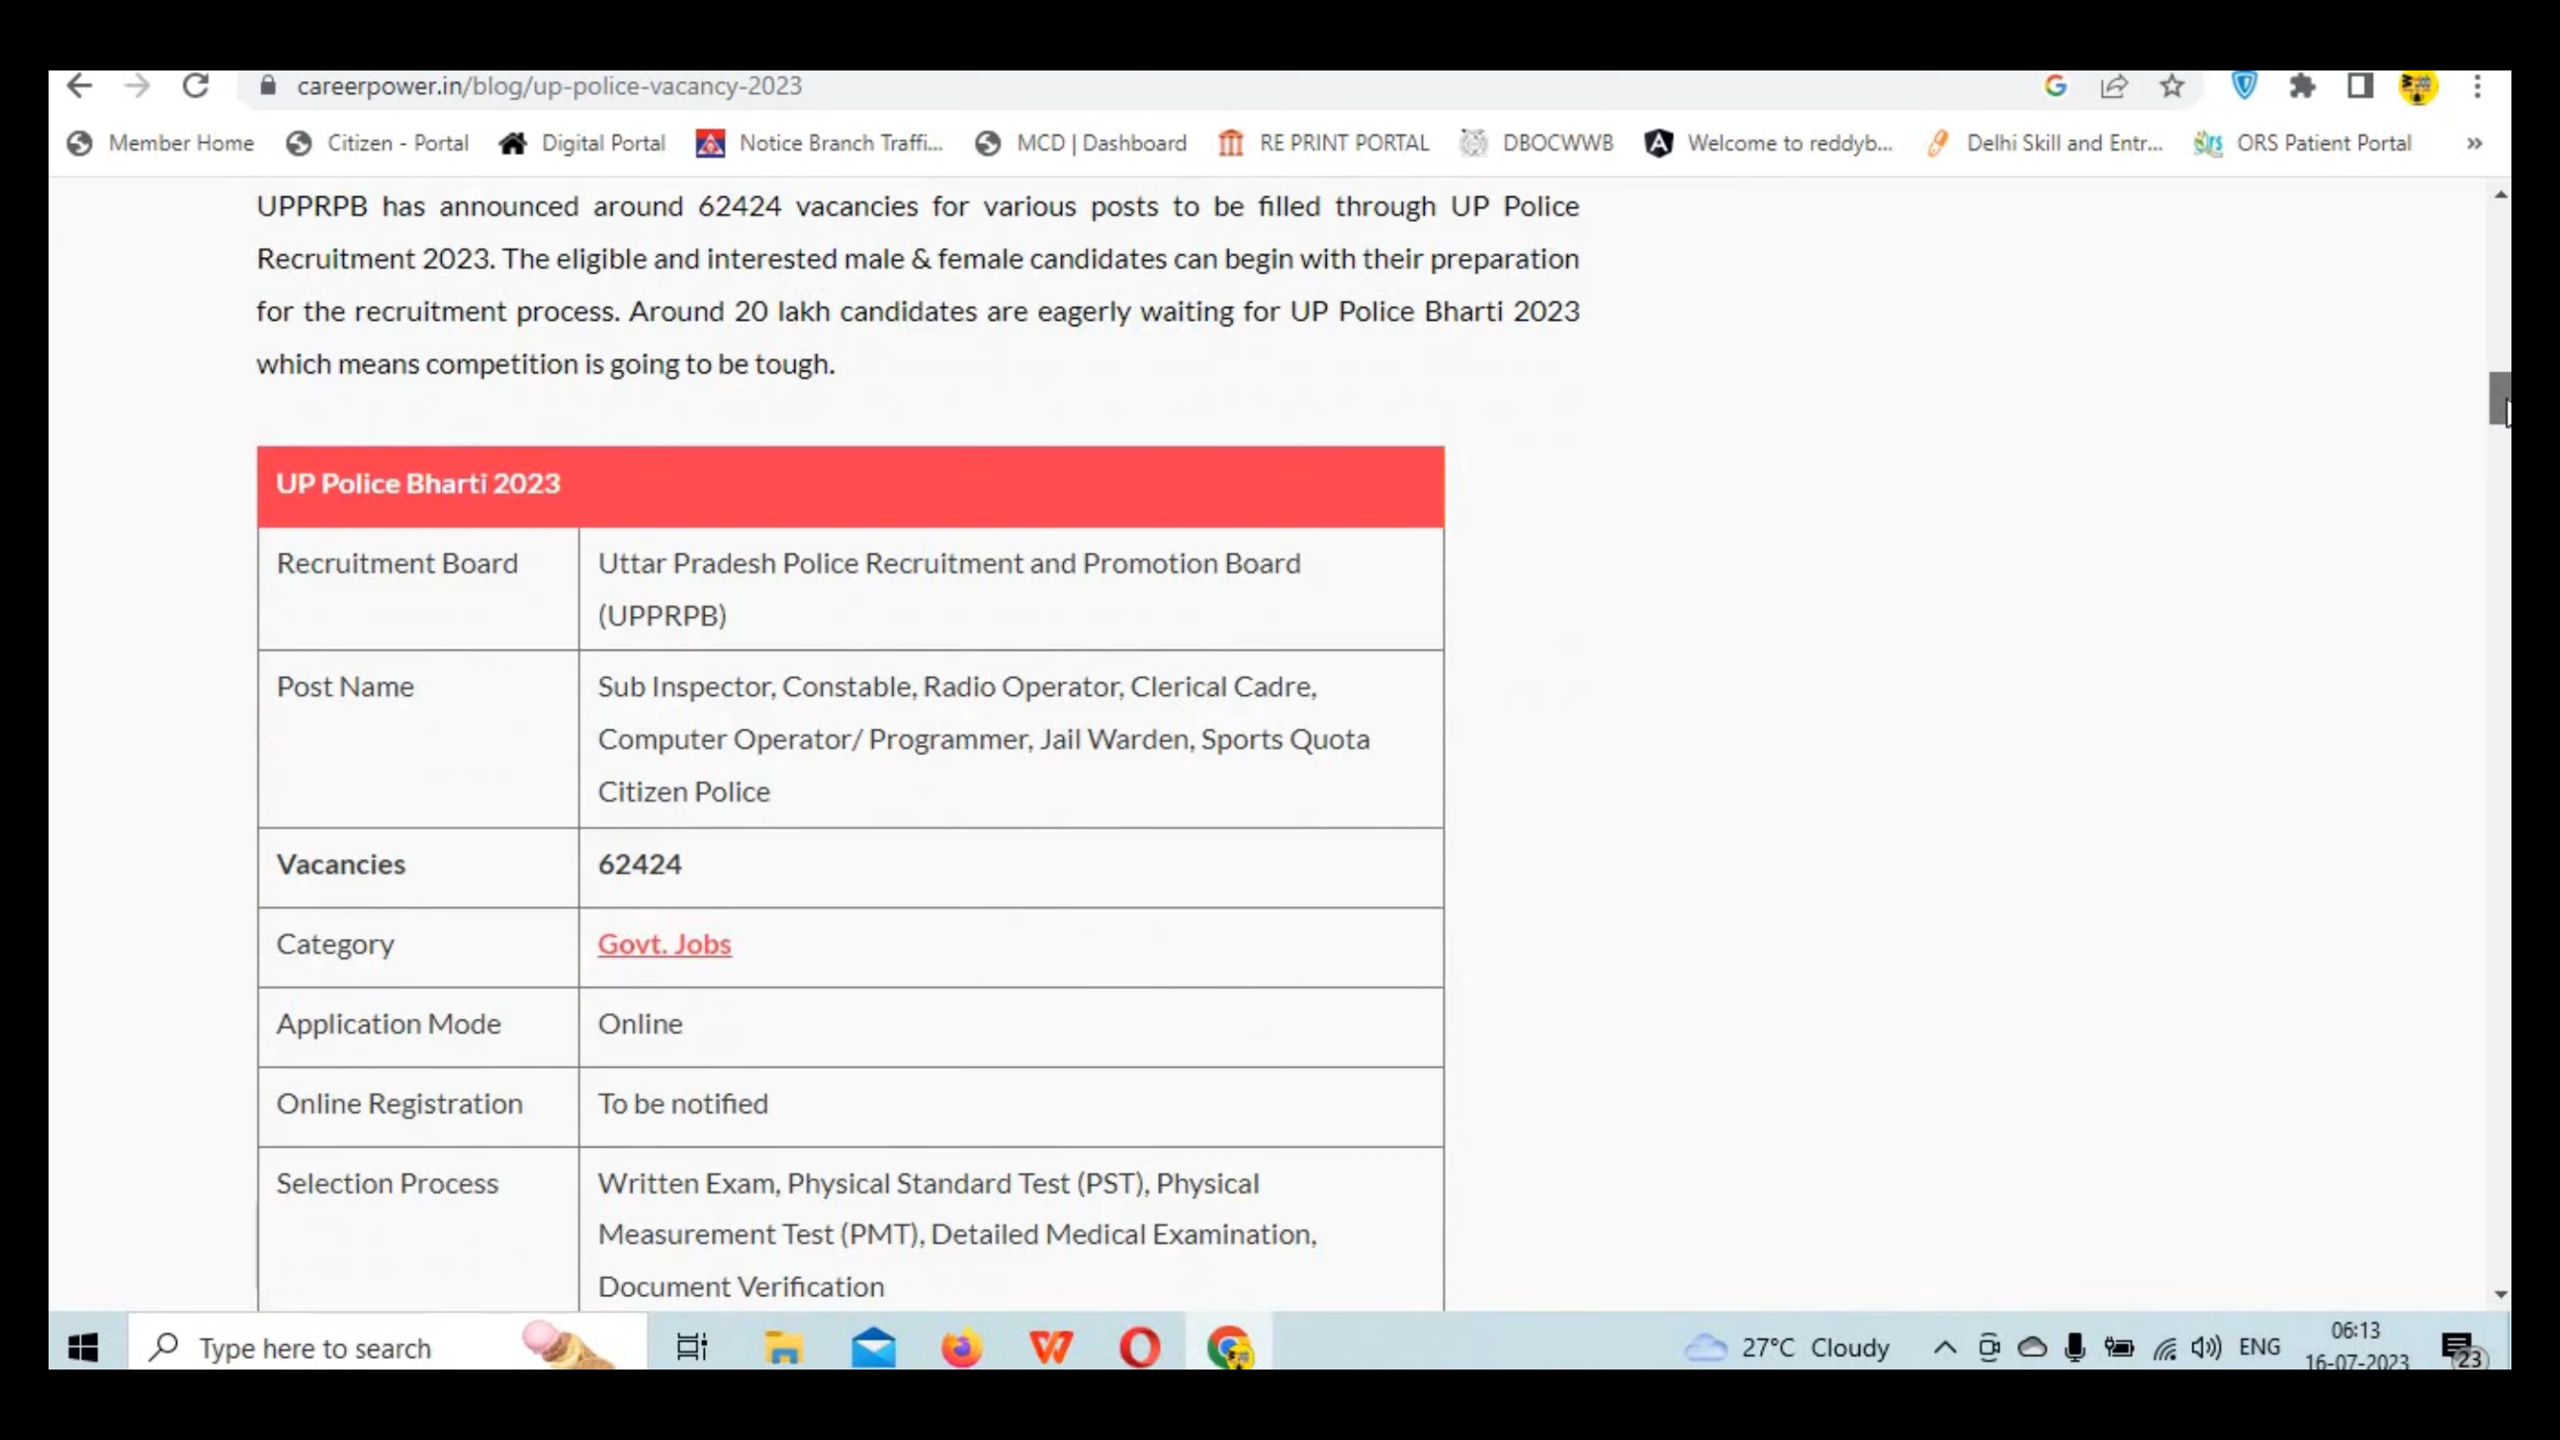 careerpower.in/blog/up-police-vacancy-2023
Member Home Citizen - Portal Digital Portal Notice Branch Traffi... MCD | Dashboard RE PRINT PORTAL DBOCWWB Welcome to reddyb... Delhi Skill and Entr... ORS Patient Portal »
UPPRPB has announced around 62424 vacancies for various posts to be filled through UP Police
Recruitment 2023. The eligible and interested male & female candidates can begin with their preparation
for the recruitment process. Around 20 lakh candidates are eagerly waiting for UP Police Bharti 2023
which means competition is going to be tough.
UP Police Bharti 2023
Recruitment Board Uttar Pradesh Police Recruitment and Promotion Board
(UPPRPB)
Post Name Sub Inspector, Constable, Radio Operator, Clerical Cadre,
Computer Operator/ Programmer, Jail Warden, Sports Quota
Citizen Police
Vacancies 62424
Category Govt. Jobs
Application Mode Online
Online Registration To be notified
Selection Process Written Exam, Physical Standard Test (PST), Physical
Measurement Test (PMT), Detailed Medical Examination,
Document Verification
Type here to search 27°C Cloudy ENG 06:13
16-07-2023 23